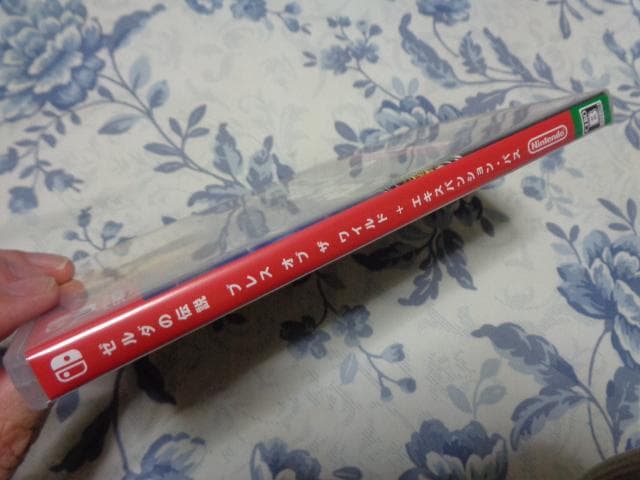 ゼルダの伝説 ブレス オブ ザ ワイルド + エキスパンション・パス
Nintendo
B